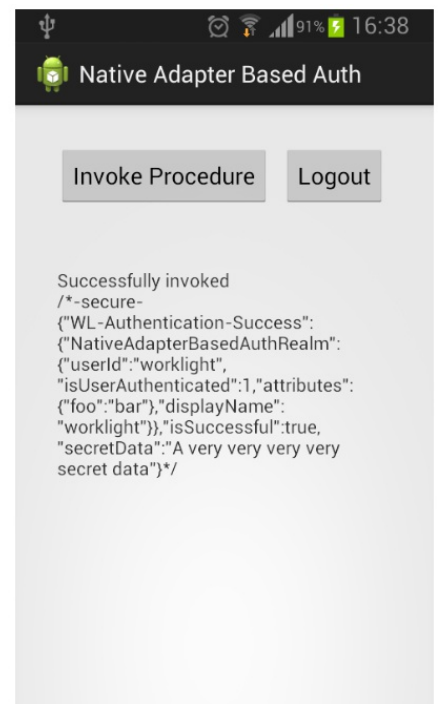 91% 16:38
Native Adapter Based Auth
Invoke Procedure Logout
Successfully invoked
/*-secure-
{"WL-Authentication-Success":
{"NativeAdapterBasedAuthRealm":
{"userId":"worklight",
"isUserAuthenticated":1,"attributes":
{"foo":"bar"},"displayName":
"worklight"}},"isSuccessful":true,
"secretData":"A very very very very
secret data"}*/